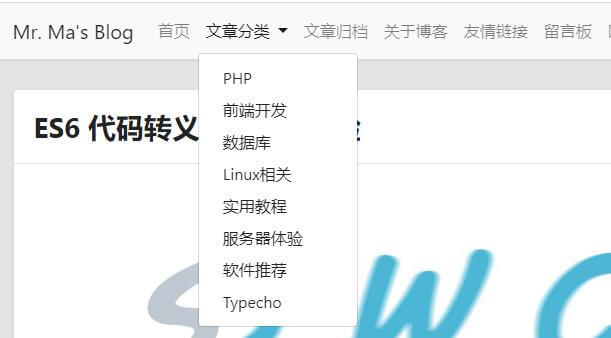 Mr. Ma's Blog 首页 文章分类 文章归档 关于博客 友情链接 留言板
PHP
前端开发
数据库
Linux相关
实用教程
服务器体验
软件推荐
Typecho
ES6 代码转义